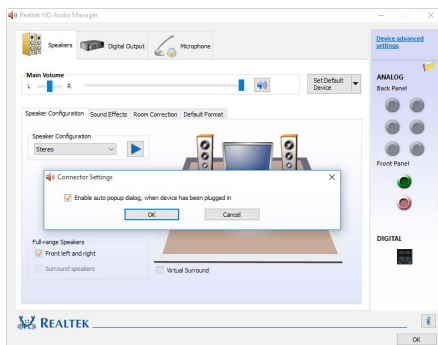 Realtek HD Audio Manager
Speakers
Digital Output
Microphone
Device advanced
settings
Main Volume
L
R
Set Default
Device
ANALOG
Back Panel
Speaker Configuration
Sound Effects
Room Correction
Default Format
Speaker Configuration
Stereo
Front Panel
Connector Settings
Enable auto popup dialog, when device has been plugged in
OK
Cancel
DIGITAL
Full-range Speakers
Front left and right
Surround speakers
Virtual Surround
REALTEK
OK